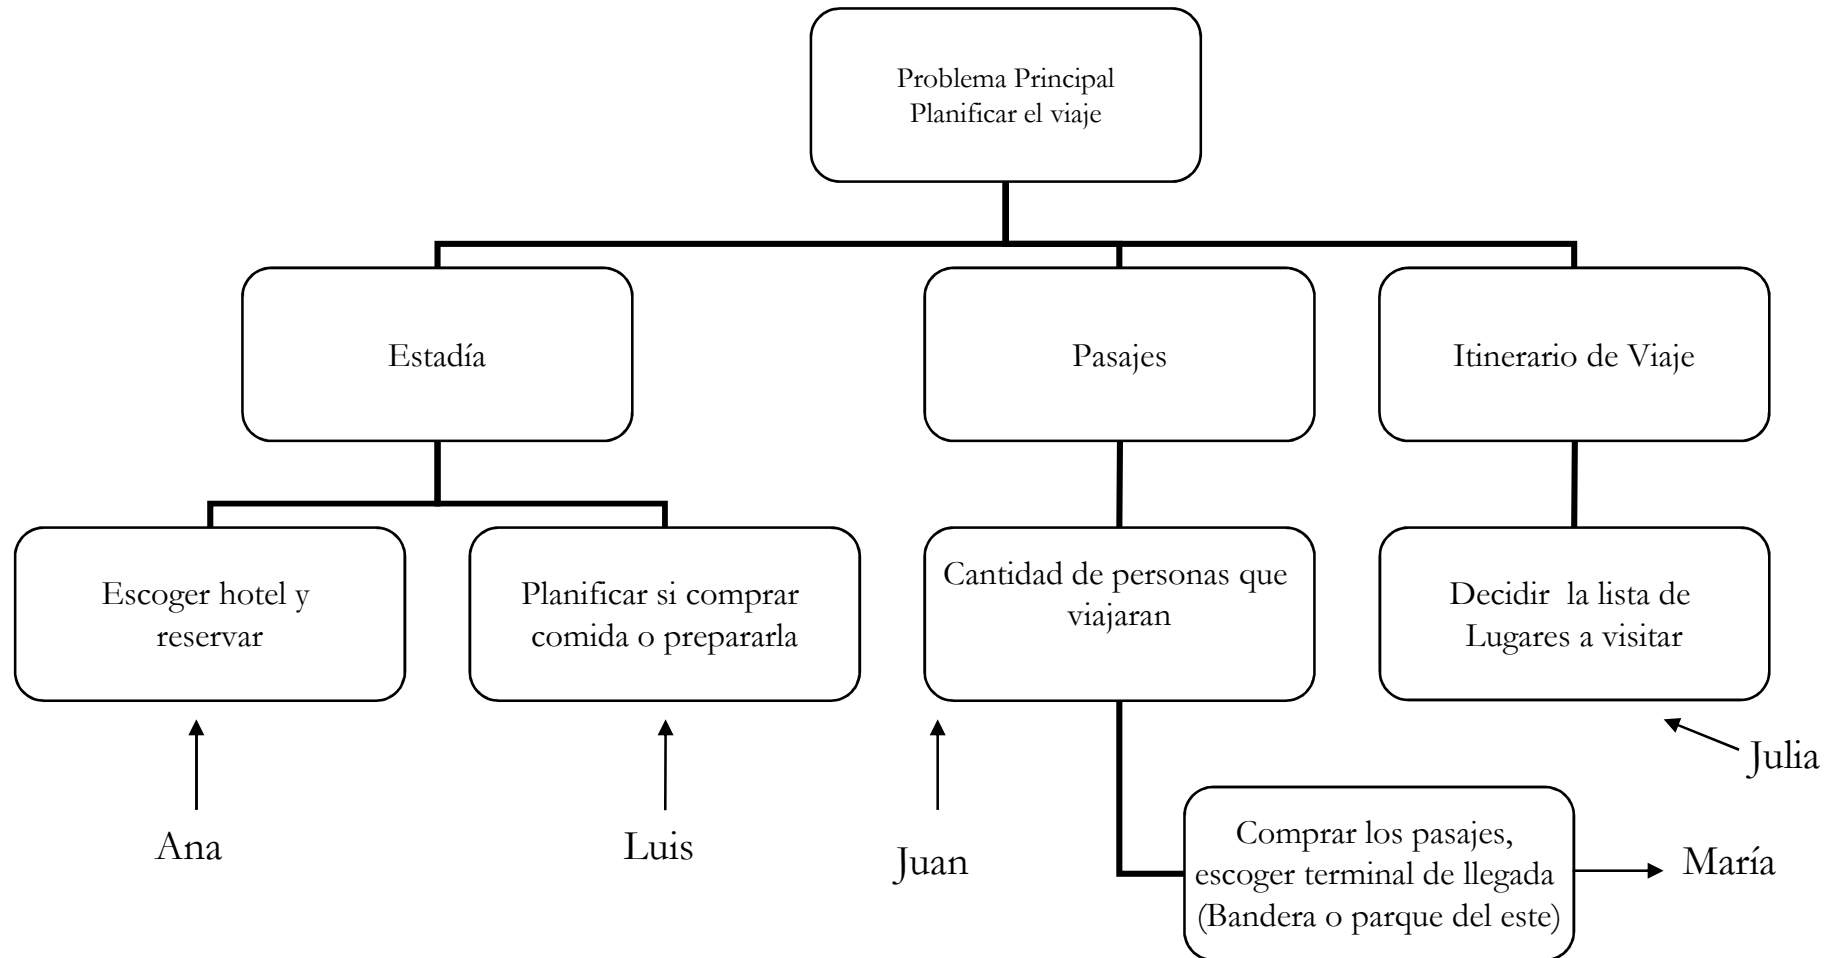 Problema Principal
Planificar el viaje
Estadía
Pasajes
Itinerario de Viaje
Escoger hotel y
reservar
Planificar si comprar
comida o prepararla
Cantidad de personas que
viajaran
Decidir la lista de
Lugares a visitar
Ana
Luis
Juan
Julia
Comprar los pasajes,
escoger terminal de llegada
(Bandera o parque del este)
María